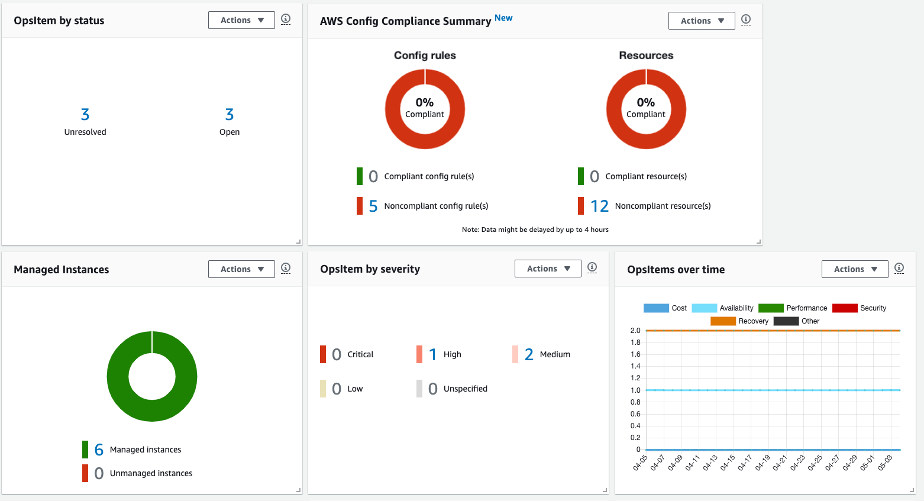 OpsItem by status
Actions ▼
3
Unresolved
3
Open
AWS Config Compliance Summary New
Actions ▼
Config rules
Resources
0%
Compliant
0%
Compliant
0 Compliant config rule(s)
0 Compliant resource(s)
5 Noncompliant config rule(s)
12 Noncompliant resource(s)
Note: Data might be delayed by up to 4 hours
Managed Instances
Actions ▼
6 Managed instances
0 Unmanaged instances
OpsItem by severity
Actions ▼
0 Critical
1 High
2 Medium
0 Low
0 Unspecified
OpsItems over time
Actions ▼
Cost Availability Performance Security
Recovery Other
2.0
1.8
1.6
1.4
1.2
1.0
0.8
0.6
0.4
0.2
0
04-05 04-07 04-09 04-11 04-13 04-15 04-17 04-19 04-21 04-23 04-25 04-27 04-29 05-01 05-03